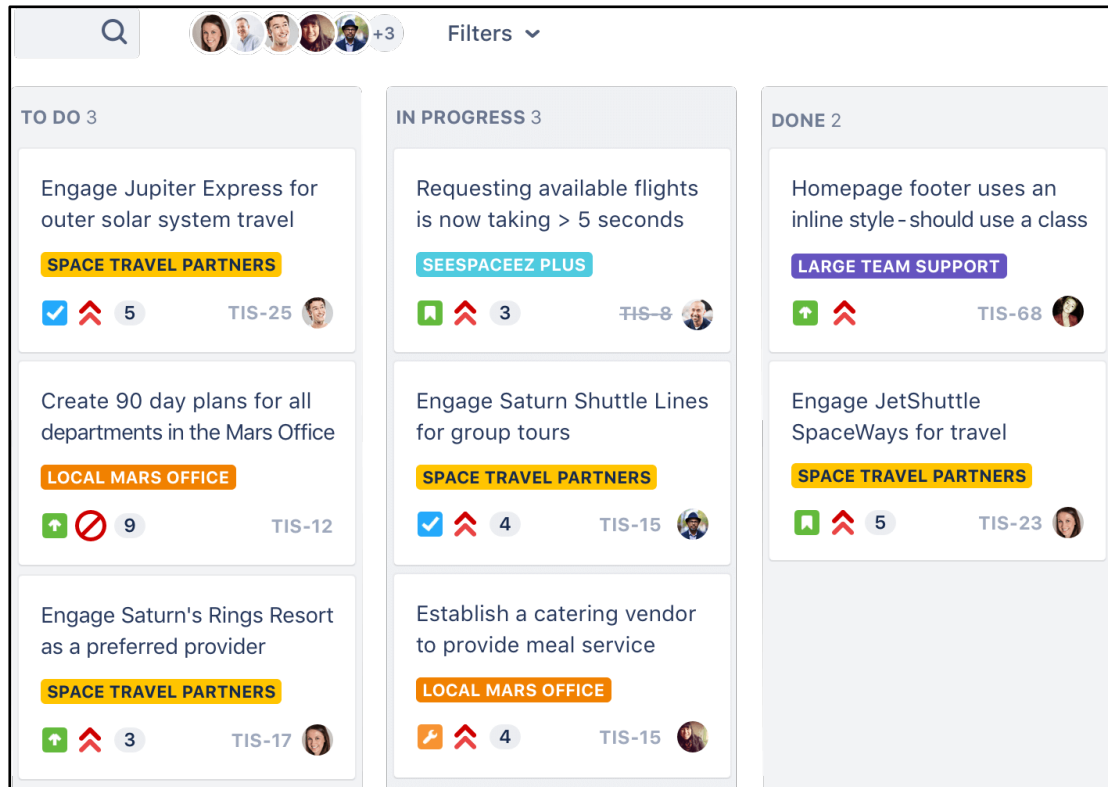 +3
Filters
TO DO 3
Engage Jupiter Express for
outer solar system travel
SPACE TRAVEL PARTNERS
5
TIS-25
Create 90 day plans for all
departments in the Mars Office
LOCAL MARS OFFICE
9
TIS-12
Engage Saturn's Rings Resort
as a preferred provider
SPACE TRAVEL PARTNERS
3
TIS-17
IN PROGRESS 3
Requesting available flights
is now taking > 5 seconds
SEESPACEEZ PLUS
3
TIS-8
Engage Saturn Shuttle Lines
for group tours
SPACE TRAVEL PARTNERS
4
TIS-15
Establish a catering vendor
to provide meal service
LOCAL MARS OFFICE
4
TIS-15
DONE 2
Homepage footer uses an
inline style-should use a class
LARGE TEAM SUPPORT
TIS-68
Engage JetShuttle
SpaceWays for travel
SPACE TRAVEL PARTNERS
5
TIS-23